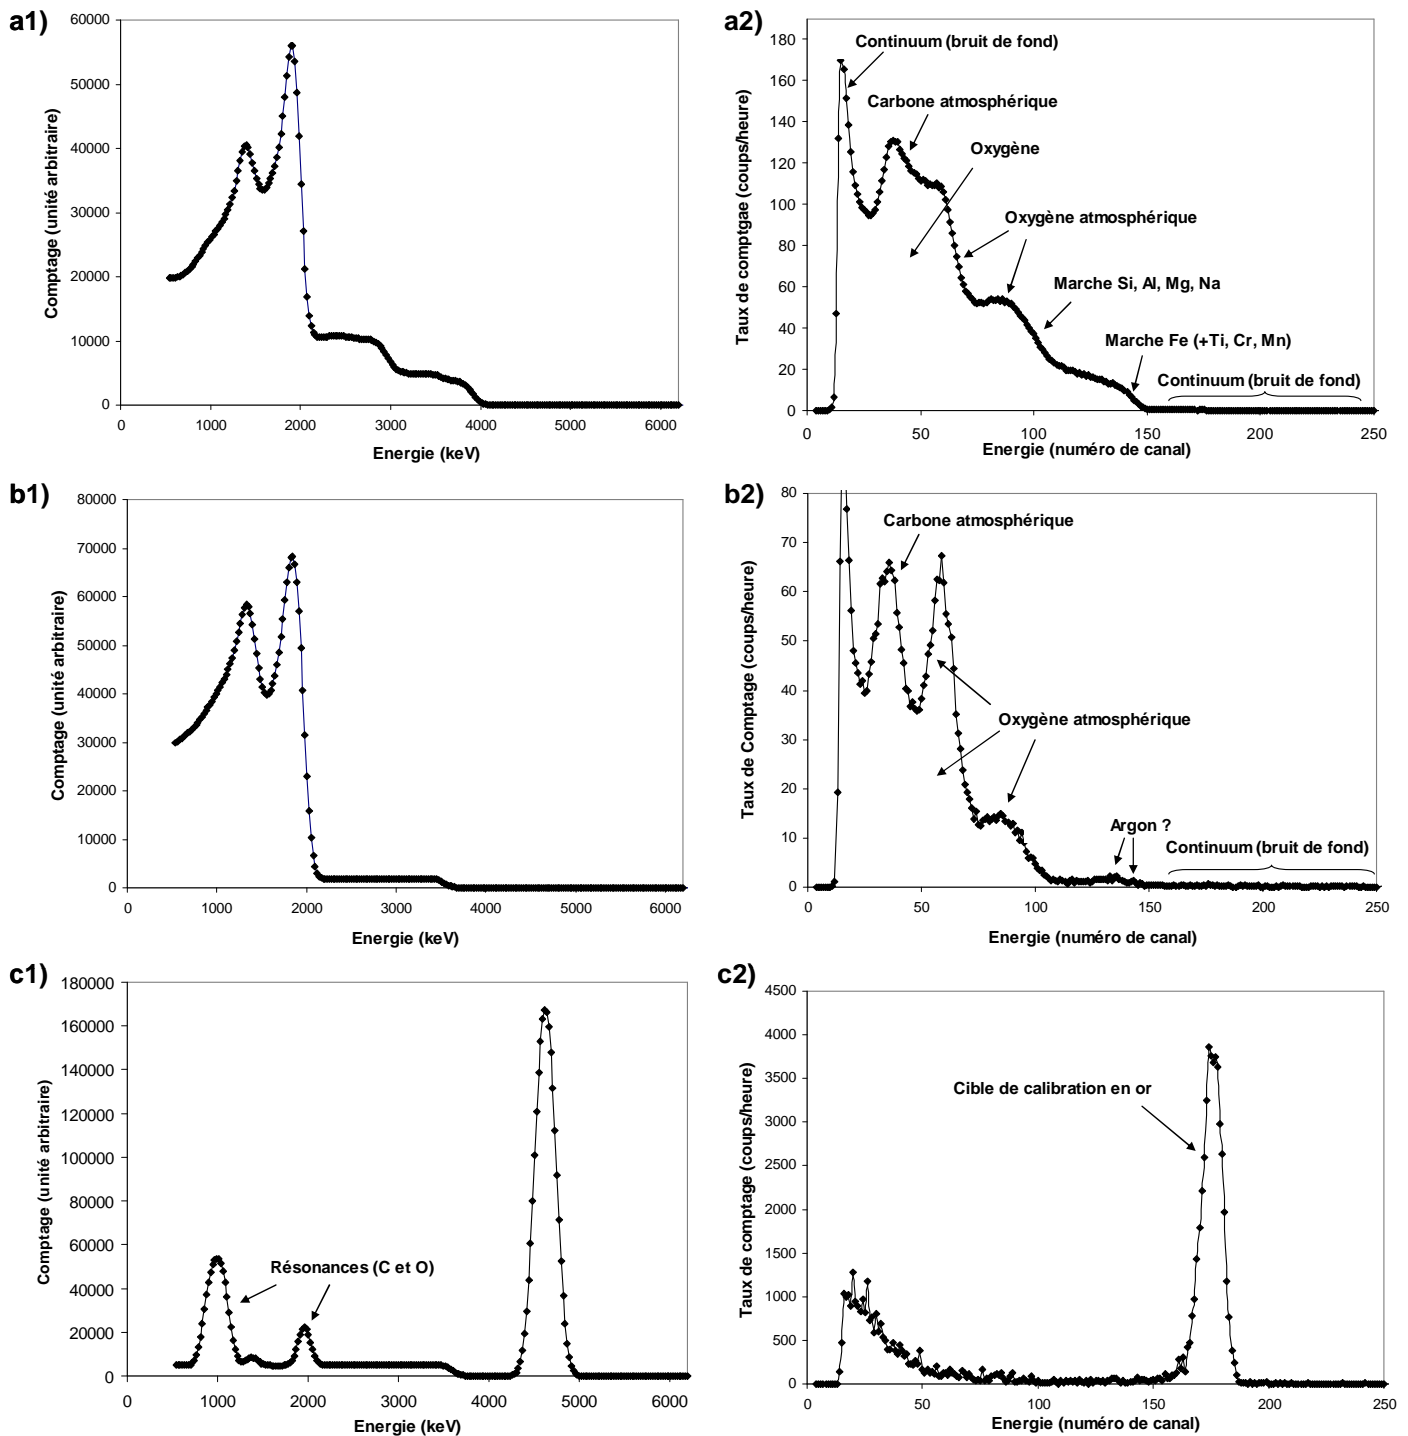 a1)
60000
50000
40000
30000
20000
10000
0
Comptage (unité arbitraire)
0 1000 2000 3000 4000 5000 6000
Energie (keV)
a2)
180
160
140
120
100
80
60
40
20
0
Taux de comptgae (coups/heure)
Continuum (bruit de fond)
Carbone atmosphérique
Oxygène
Oxygène atmosphérique
Marche Si, Al, Mg, Na
Marche Fe (+Ti, Cr, Mn)
Continuum (bruit de fond)
0 50 100 150 200 250
Energie (numéro de canal)
b1)
80000
70000
60000
50000
40000
30000
20000
10000
0
Comptage (unité arbitraire)
0 1000 2000 3000 4000 5000 6000
Energie (keV)
b2)
80
70
60
50
40
30
20
10
0
Taux de Comptage (coups/heure)
Carbone atmosphérique
Oxygène atmosphérique
Argon ?
Continuum (bruit de fond)
0 50 100 150 200 250
Energie (numéro de canal)
c1)
180000
160000
140000
120000
100000
80000
60000
40000
20000
0
Comptage (unité arbitraire)
Résonances (C et O)
0 1000 2000 3000 4000 5000 6000
Energie (keV)
c2)
4500
4000
3500
3000
2500
2000
1500
1000
500
0
Taux de comptage (coups/heure)
Cible de calibration en or
0 50 100 150 200 250
Energie (numéro de canal)